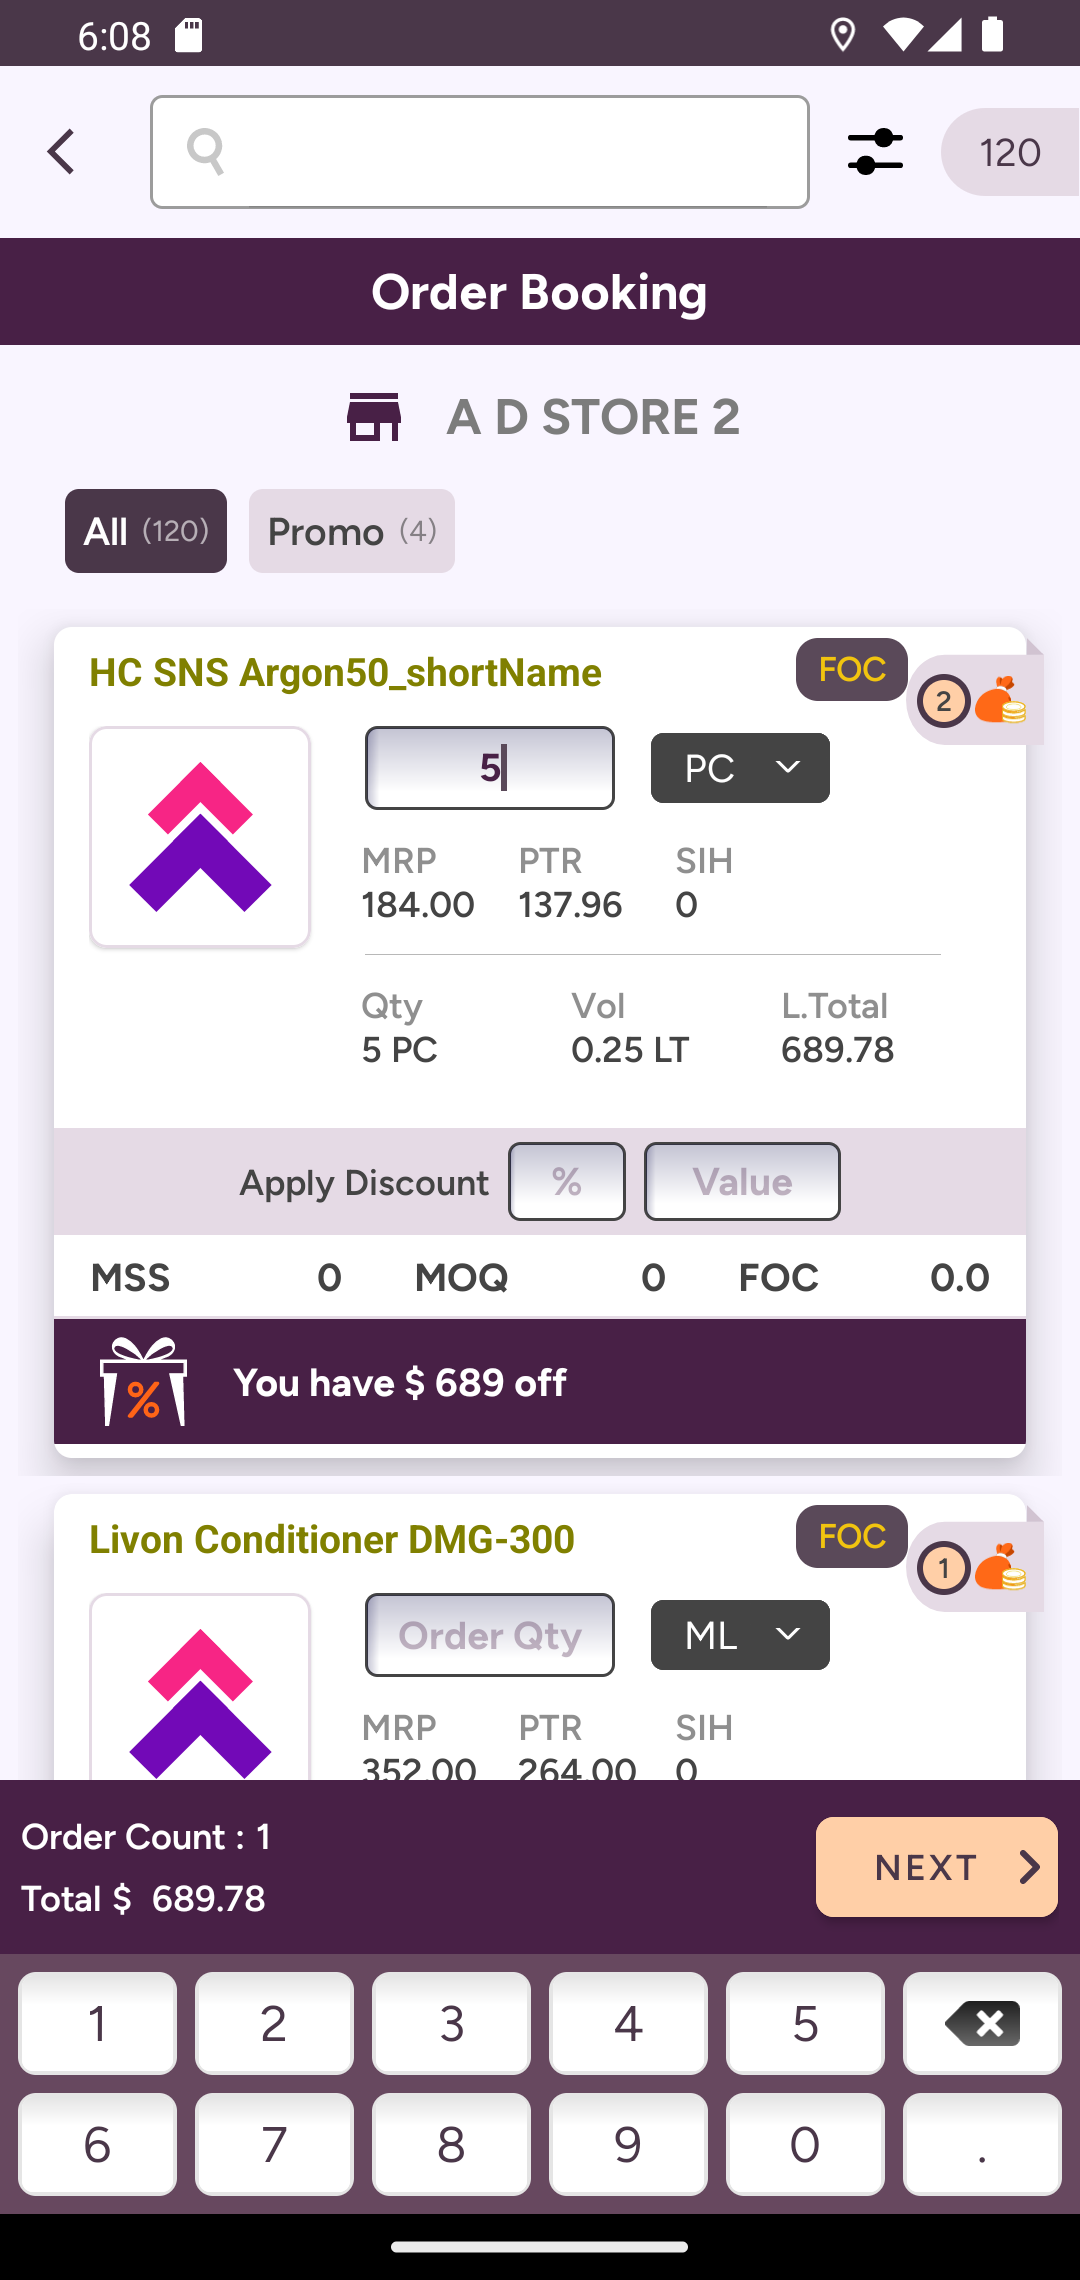 6:08
120
Order Booking
A D STORE 2
All (120) Promo (4)
HC SNS Argon50_shortName FOC 2
5 PC
MRP PTR SIH
184.00 137.96 0
Qty Vol L.Total
5 PC 0.25 LT 689.78
Apply Discount % Value
MSS 0 MOQ 0 FOC 0.0
% You have $ 689 off
Livon Conditioner DMG-300 FOC 1
Order Qty ML
MRP PTR SIH
352.00 264.00 0
Order Count : 1
Total $ 689.78
NEXT
1 2 3 4 5
6 7 8 9 0 .